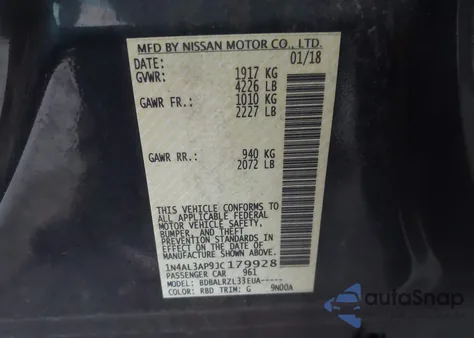 MFD BY NISSAN MOTOR CO., LTD.
DATE: 01/18
GVWR: 1917 KG
4226 LB
GAWR FR.: 1010 KG
2227 LB
GAWR RR.: 940 KG
2072 LB
THIS VEHICLE CONFORMS TO
ALL APPLICABLE FEDERAL
MOTOR VEHICLE SAFETY,
BUMPER, AND THEFT
PREVENTION STANDARDS IN
EFFECT ON THE DATE OF
MANUFACTURE.
1N4AL3AP9JC179928
PASSENGER CAR 961
MODEL: BDBALRZL33EUA-----
COLOR: RBD TRIM: G 9N00A
autoSnap